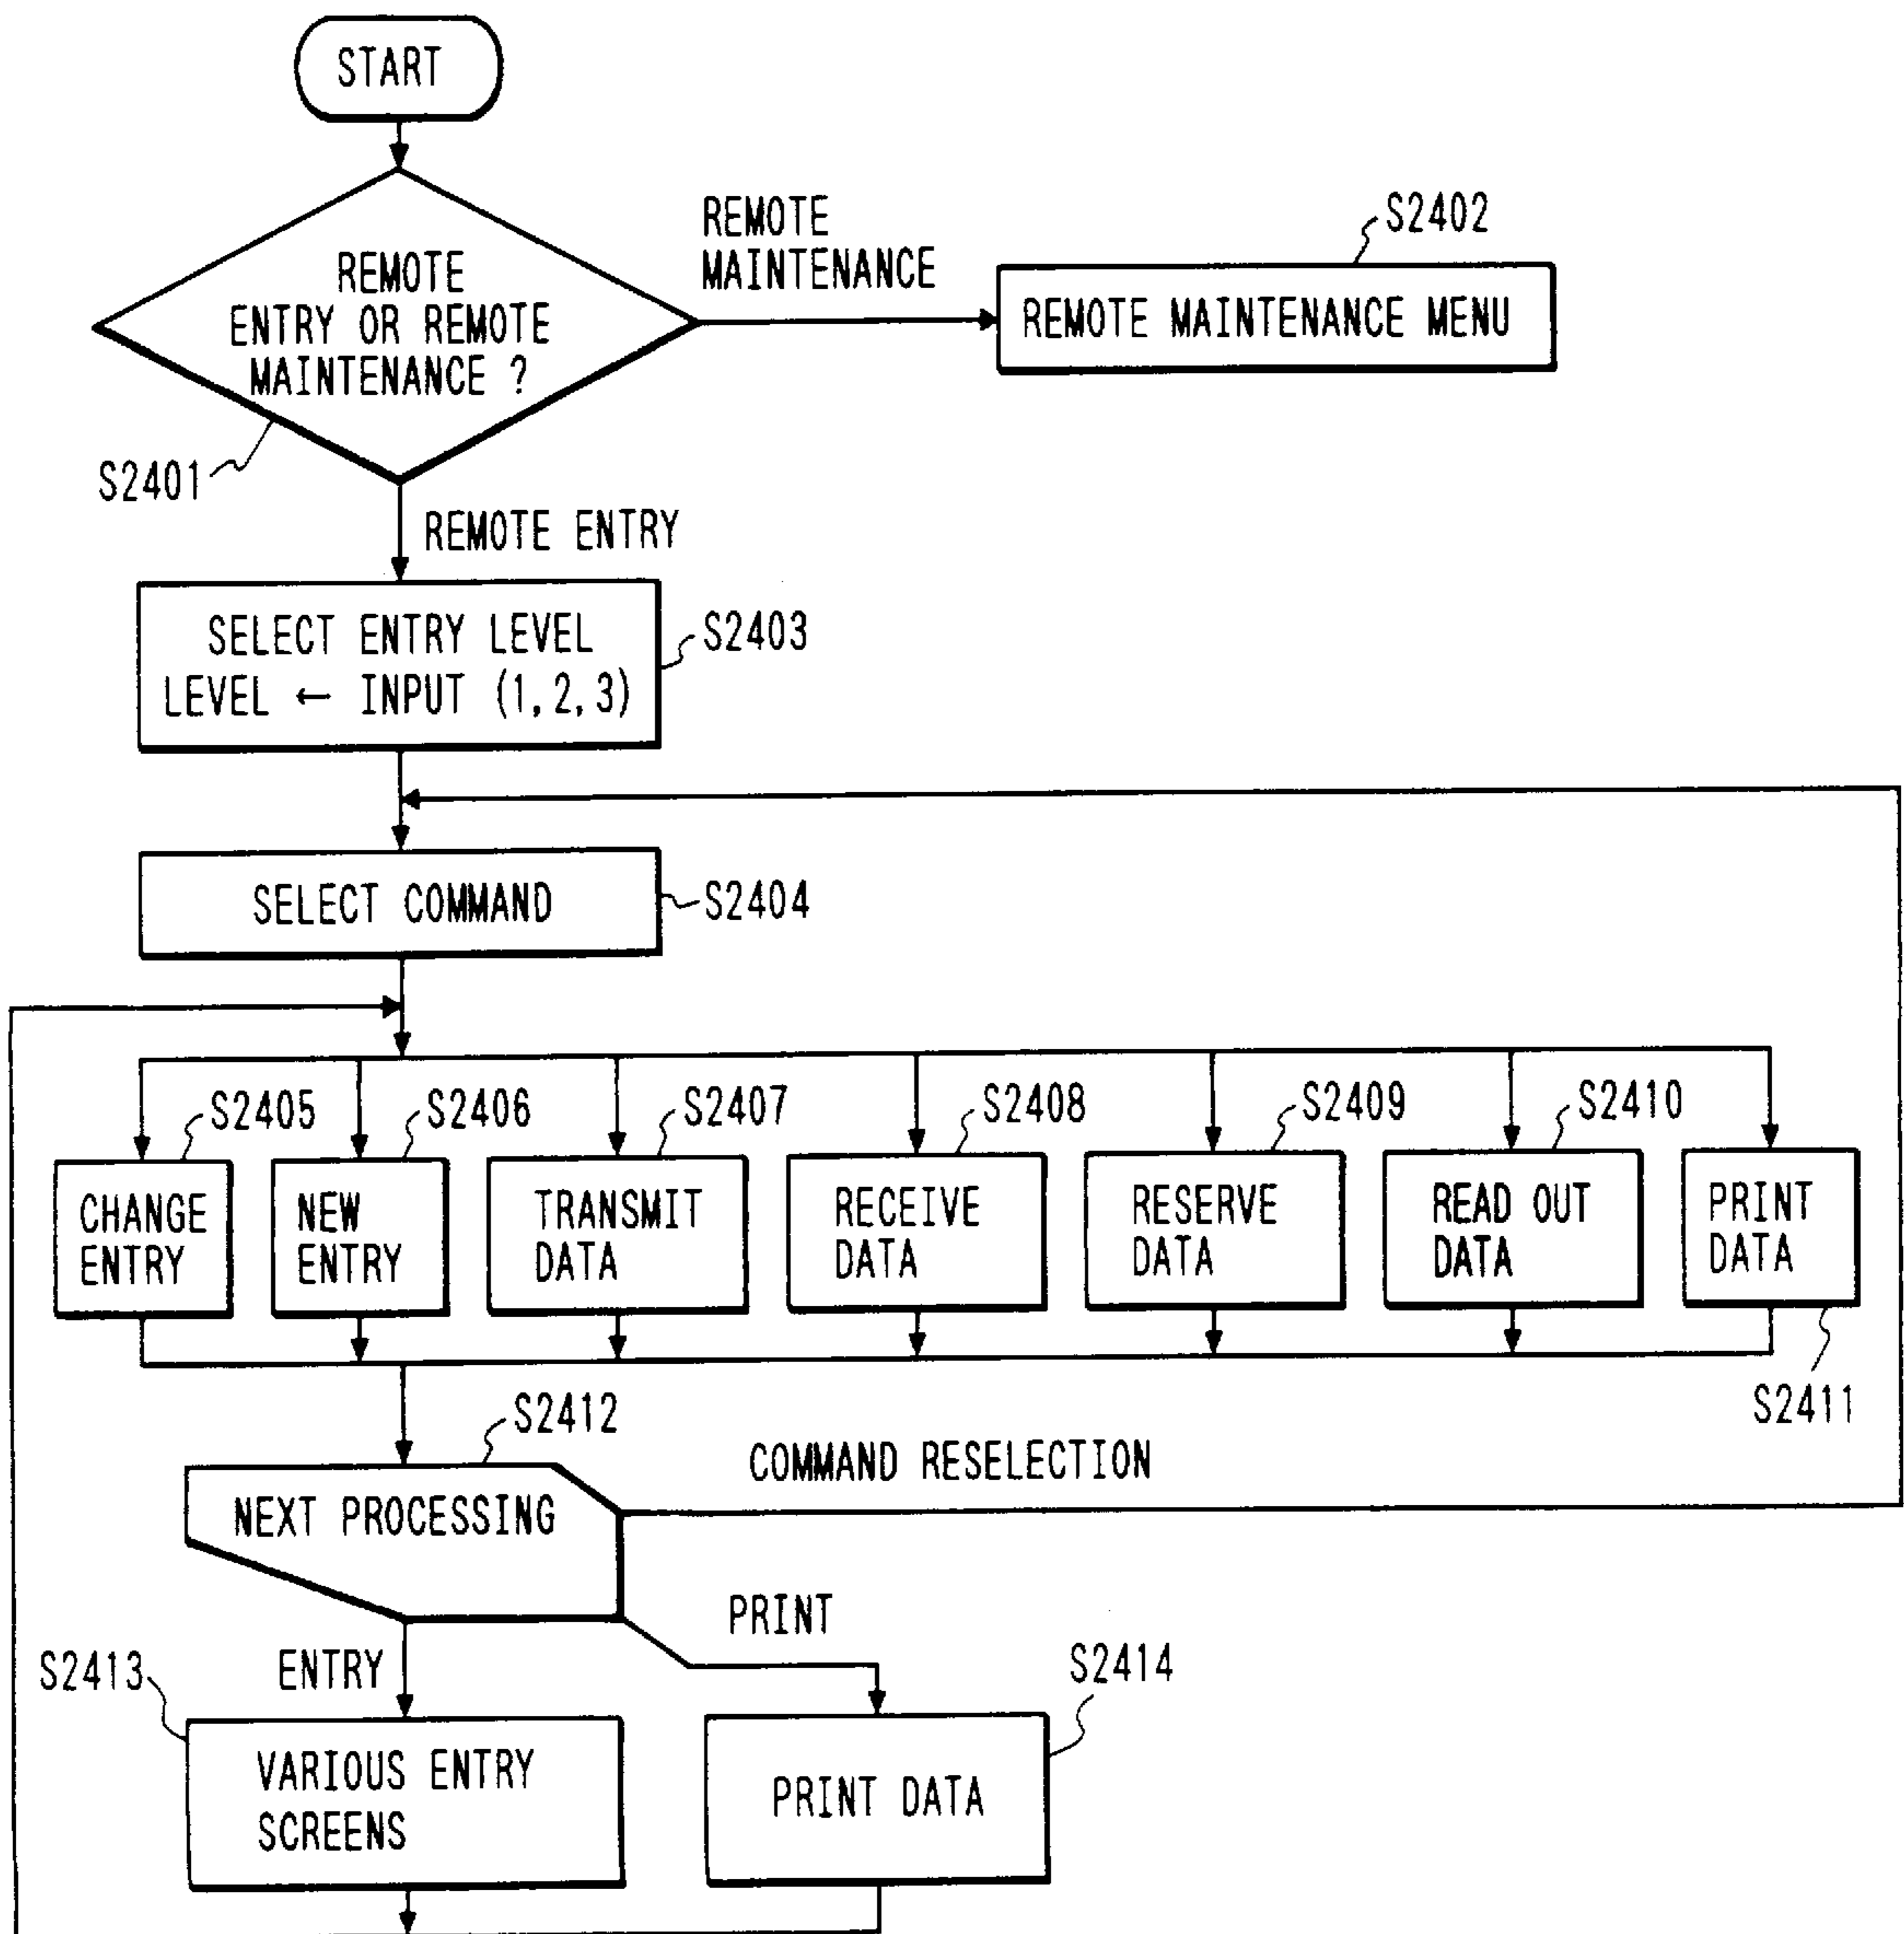 START
REMOTE
ENTRY OR REMOTE
MAINTENANCE ?
S2401
REMOTE
MAINTENANCE
S2402
REMOTE MAINTENANCE MENU
REMOTE ENTRY
SELECT ENTRY LEVEL
LEVEL ← INPUT (1,2,3)
S2403
SELECT COMMAND
S2404
S2405
CHANGE
ENTRY
S2406
NEW
ENTRY
S2407
TRANSMIT
DATA
S2408
RECEIVE
DATA
S2409
RESERVE
DATA
S2410
READ OUT
DATA
PRINT
DATA
S2411
S2412
NEXT PROCESSING
COMMAND RESELECTION
PRINT
ENTRY
S2413
VARIOUS ENTRY
SCREENS
S2414
PRINT DATA